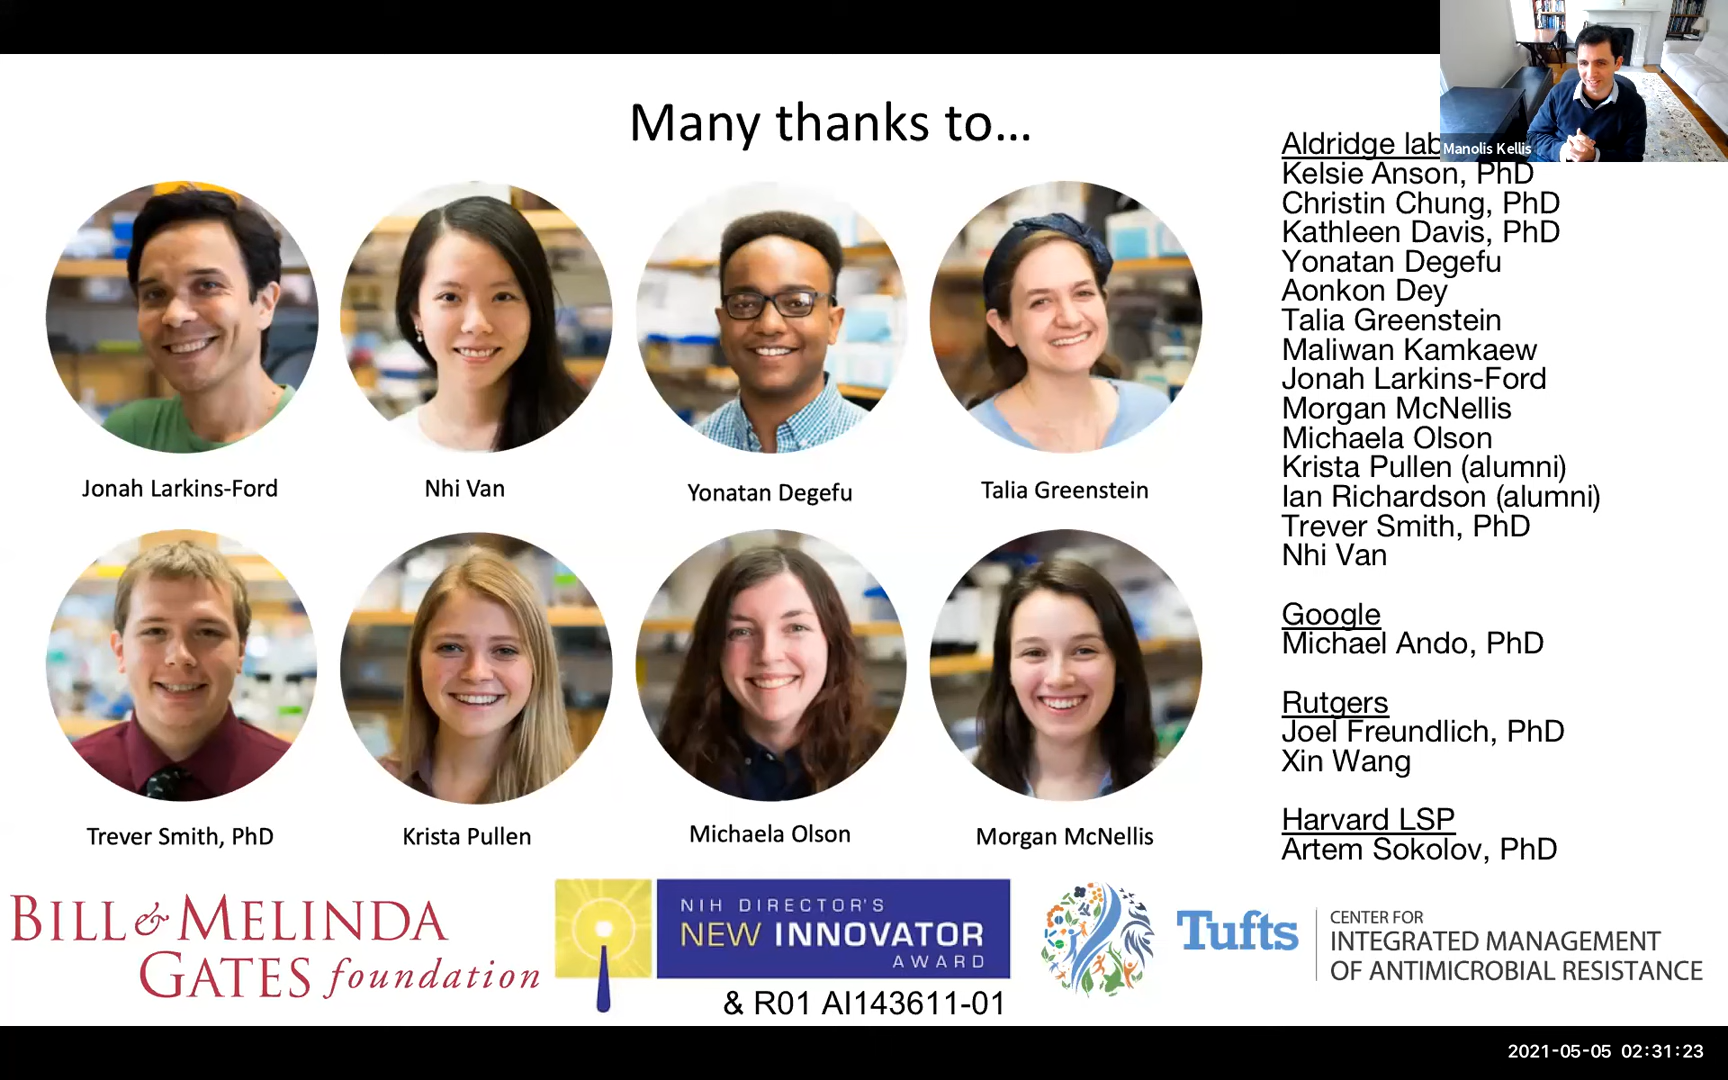 Many thanks to...
Manolis Kellis
Jonah Larkins-Ford
Nhi Van
Yonatan Degefu
Talia Greenstein
Trever Smith, PhD
Krista Pullen
Michaela Olson
Morgan McNellis
Aldridge lab
Kelsie Anson, PhD
Christin Chung, PhD
Kathleen Davis, PhD
Yonatan Degefu
Aonkon Dey
Talia Greenstein
Maliwan Kamkaew
Jonah Larkins-Ford
Morgan McNellis
Michaela Olson
Krista Pullen (alumni)
Ian Richardson (alumni)
Trever Smith, PhD
Nhi Van
Google
Michael Ando, PhD
Rutgers
Joel Freundlich, PhD
Xin Wang
Harvard LSP
Artem Sokolov, PhD
BILL & MELINDA
GATES foundation
NIH DIRECTOR'S
NEW INNOVATOR
AWARD
& R01 AI143611-01
Tufts
CENTER FOR
INTEGRATED MANAGEMENT
OF ANTIMICROBIAL RESISTANCE
2021-05-05 02:31:23